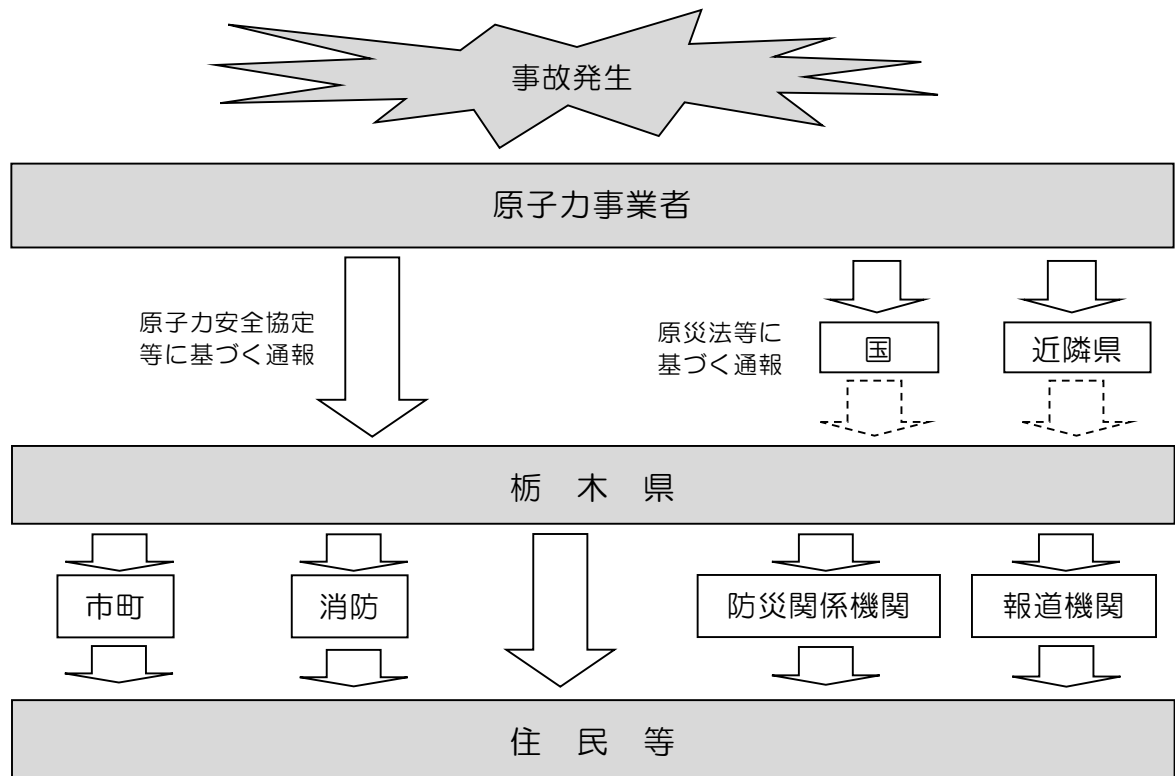 事故発生
原子力事業者
原子力安全協定
等に基づく通報
原災法等に
基づく通報
国
近隣県
栃　木　県
市町
消防
防災関係機関
報道機関
住　民　等